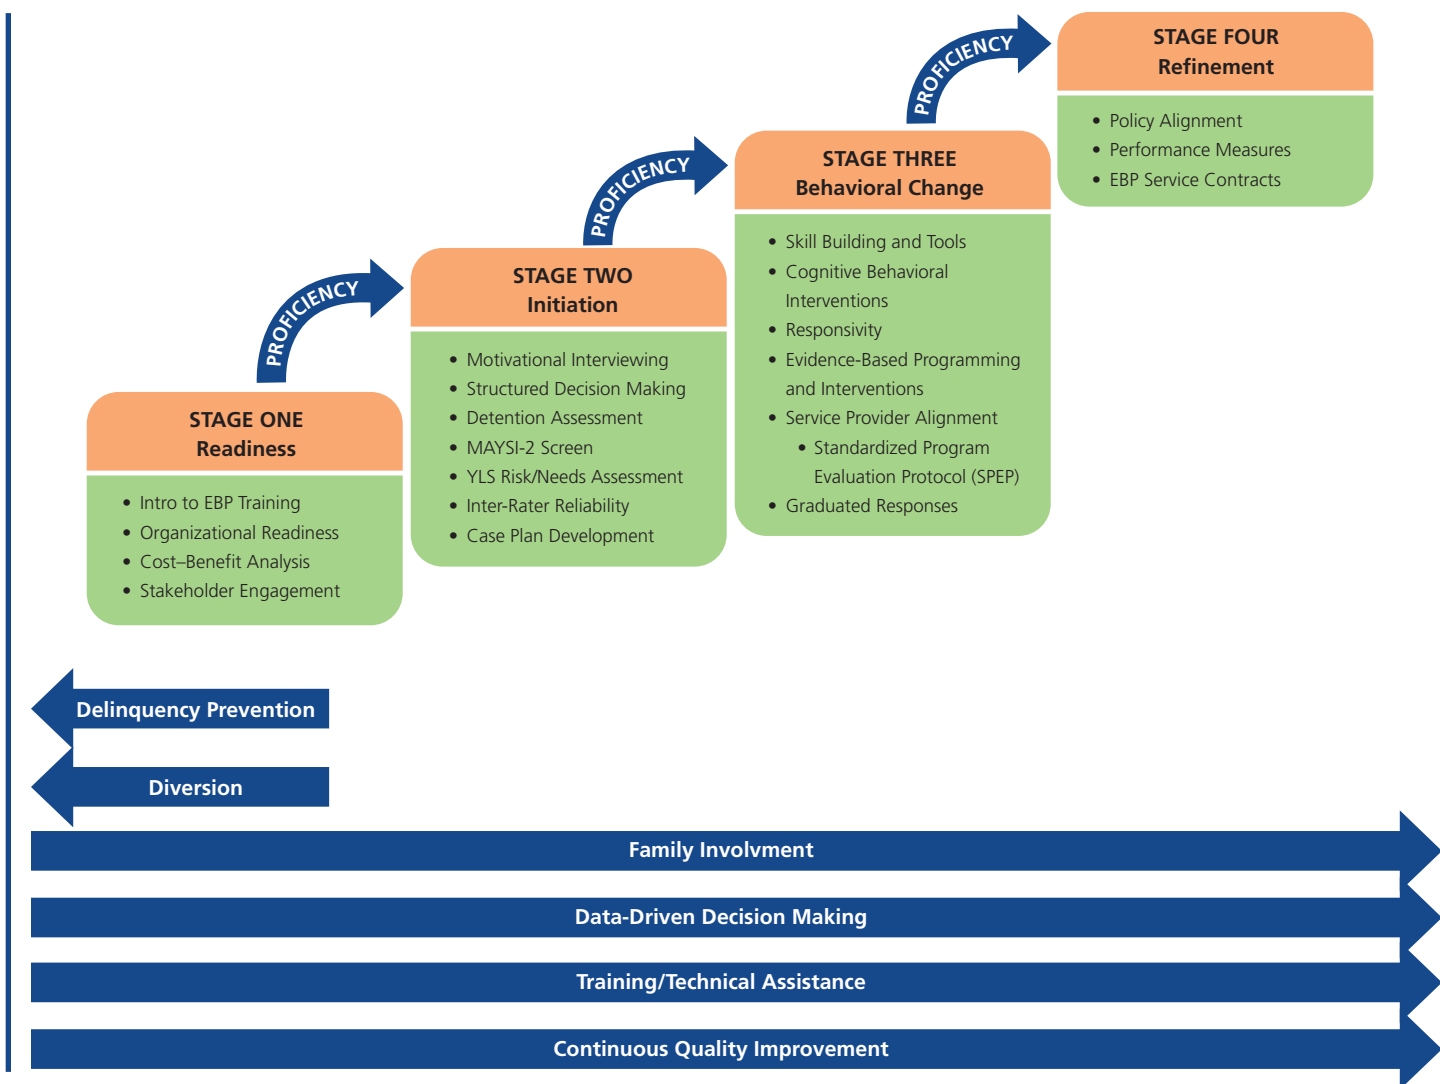 STAGE ONE
Readiness
• Intro to EBP Training
• Organizational Readiness
• Cost–Benefit Analysis
• Stakeholder Engagement
PROFICIENCY
STAGE TWO
Initiation
• Motivational Interviewing
• Structured Decision Making
• Detention Assessment
• MAYSI-2 Screen
• YLS Risk/Needs Assessment
• Inter-Rater Reliability
• Case Plan Development
PROFICIENCY
STAGE THREE
Behavioral Change
• Skill Building and Tools
• Cognitive Behavioral
Interventions
• Responsivity
• Evidence-Based Programming
and Interventions
• Service Provider Alignment
• Standardized Program
Evaluation Protocol (SPEP)
• Graduated Responses
PROFICIENCY
STAGE FOUR
Refinement
• Policy Alignment
• Performance Measures
• EBP Service Contracts
Delinquency Prevention
Diversion
Family Involvment
Data-Driven Decision Making
Training/Technical Assistance
Continuous Quality Improvement